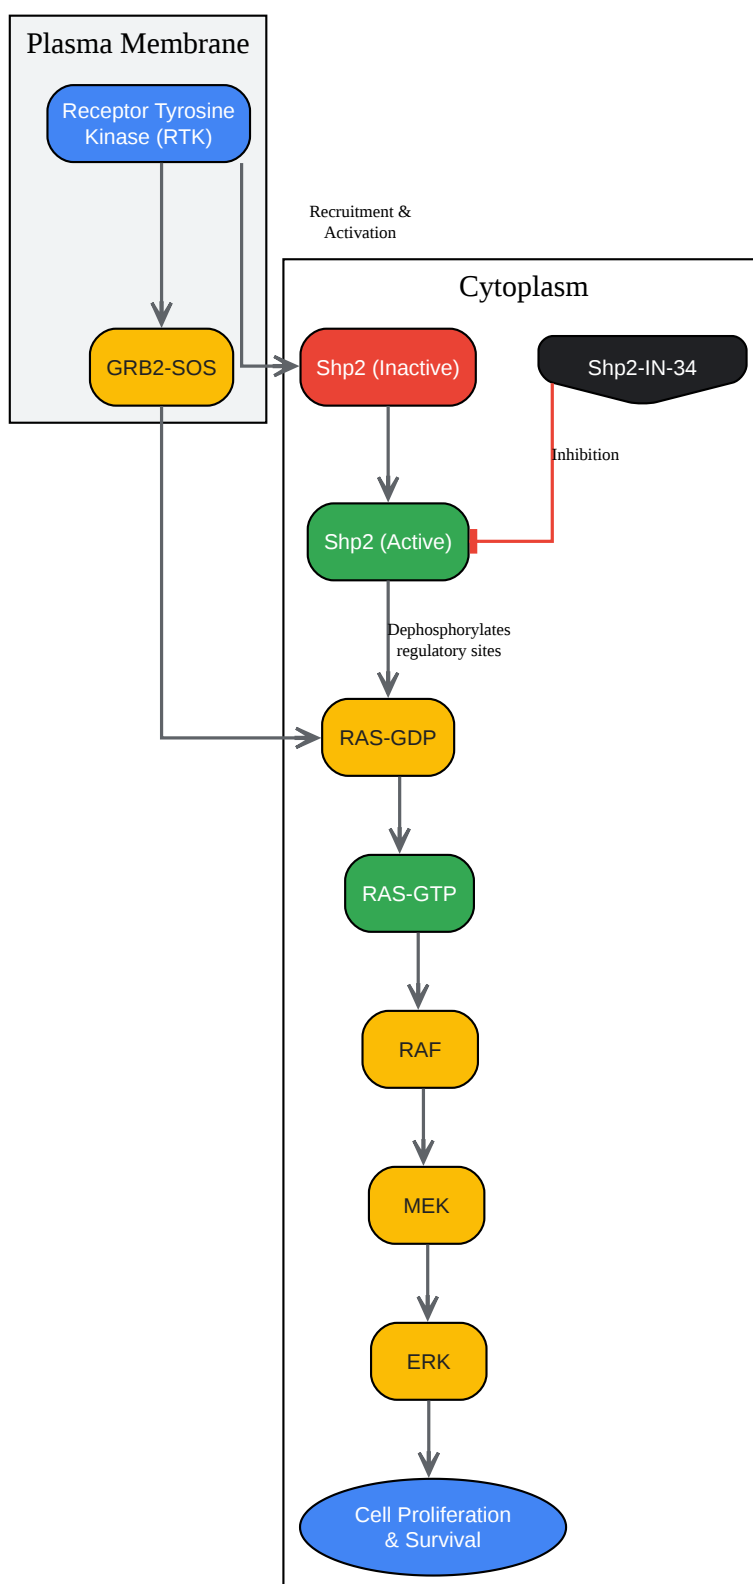 Plasma Membrane
Receptor Tyrosine
Kinase (RTK)
Recruitment &
Activation
Cytoplasm
GRB2-SOS
Shp2 (Inactive)
Shp2-IN-34
Inhibition
Shp2 (Active)
Dephosphorylates
regulatory sites
RAS-GDP
RAS-GTP
RAF
MEK
ERK
Cell Proliferation
& Survival